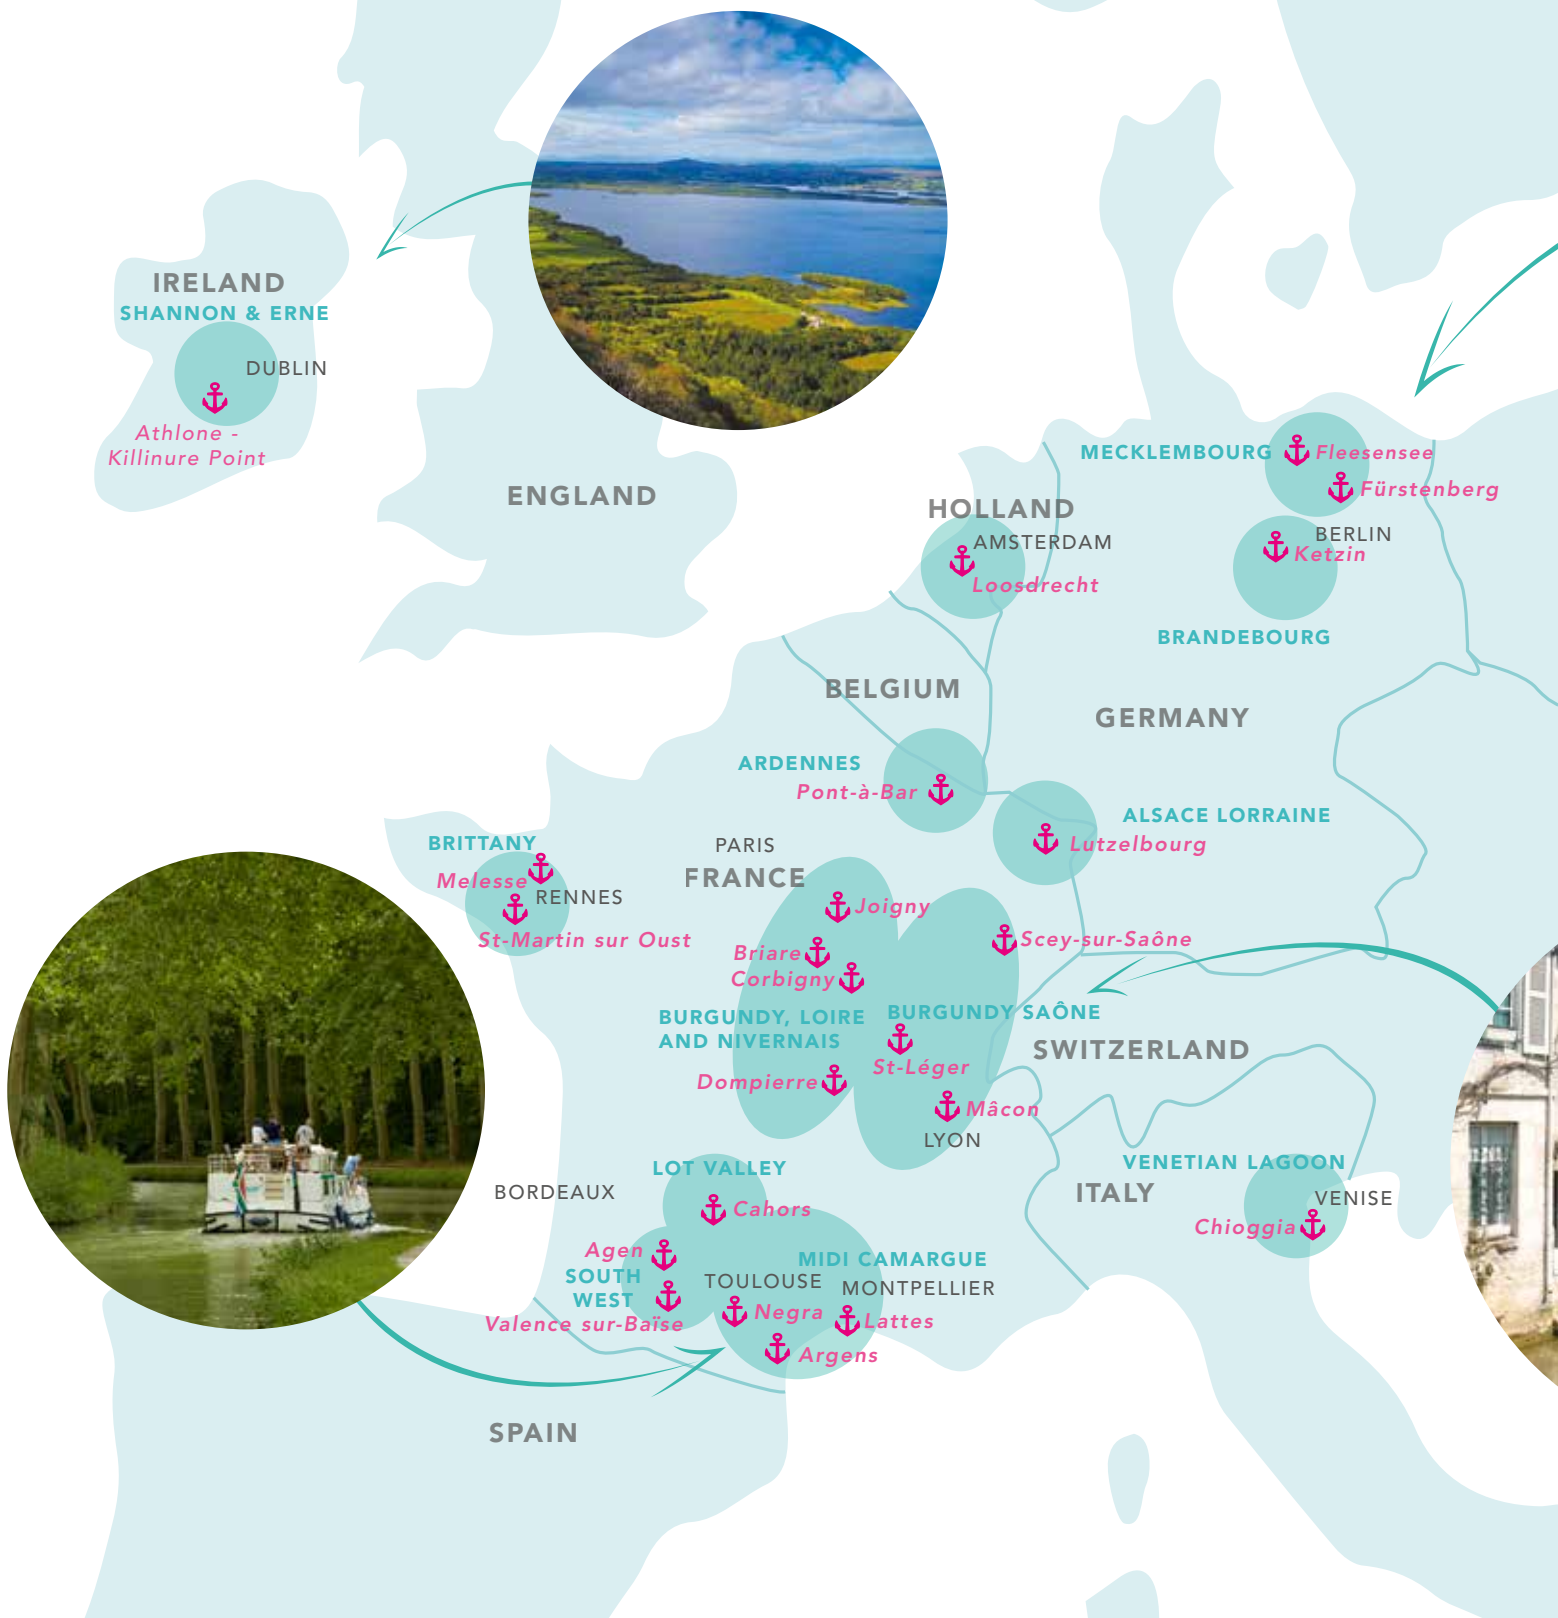 IRELAND
SHANNON & ERNE
DUBLIN
Athlone -
Killinure Point
ENGLAND
HOLLAND
AMSTERDAM
Loosdrecht
MECKLEMBOURG
Fleesensee
Fürstenberg
BERLIN
Ketzin
BRANDEBOURG
BELGIUM
GERMANY
ARDENNES
Pont-à-Bar
ALSACE LORRAINE
Lutzelbourg
BRITTANY
Melesse
RENNES
St-Martin sur Oust
PARIS
FRANCE
Joigny
Briare
Corbigny
Scey-sur-Saône
BURGUNDY, LOIRE
AND NIVERNAIS
BURGUNDY SAÔNE
St-Léger
Dompierre
SWITZERLAND
Mâcon
LYON
LOT VALLEY
BORDEAUX
Cahors
VENETIAN LAGOON
ITALY
VENISE
Chioggia
Agen
SOUTH
WEST
Valence sur-Baïse
MIDI CAMARGUE
TOULOUSE
MONTPELLIER
Negra
Lattes
Argens
SPAIN